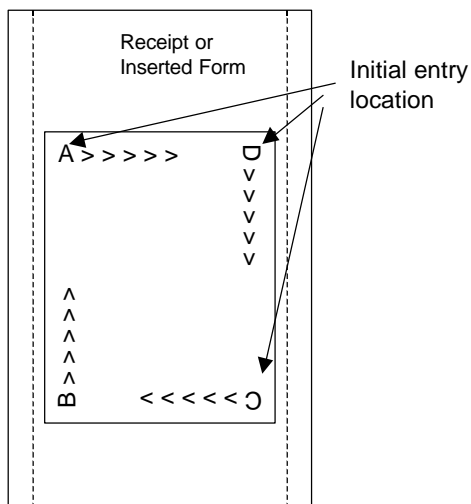 Receipt or
Inserted Form
Initial entry
location
A > > > > >
D > > > > >
B > > > > >
C > > > > >